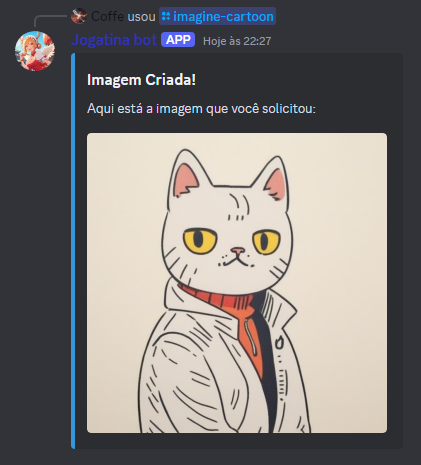 Coffe usou imagine-cartoon
Jogatina bot APP Hoje às 22:27
Imagem Criada!
Aqui está a imagem que você solicitou: